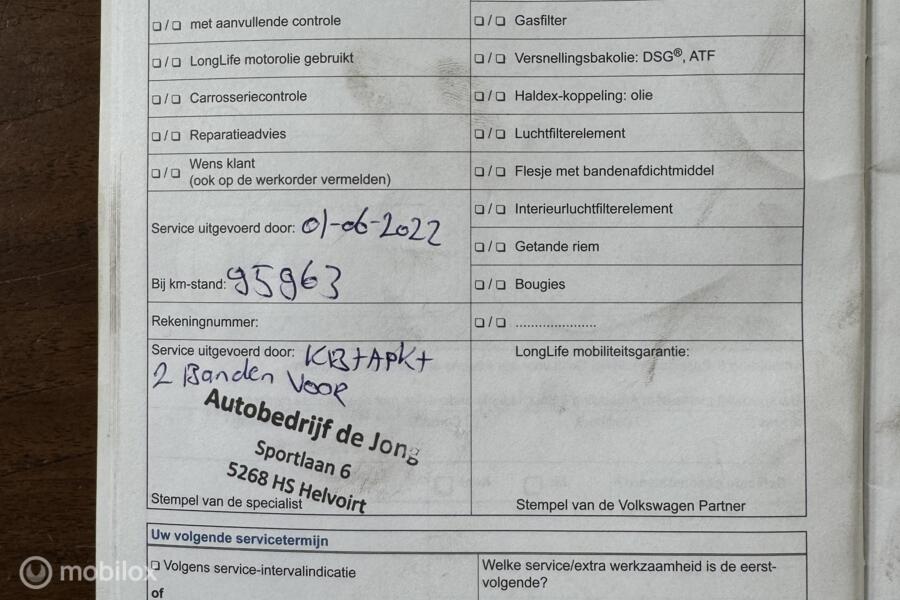 ❏ / ❏ met aanvullende controle
❏ / ❏ LongLife motorolie gebruikt
❏ / ❏ Carrosseriecontrole
❏ / ❏ Reparatieadvies
❏ / ❏ Wens klant
(ook op de werkorder vermelden)
Service uitgevoerd door: 01-06-2022
Bij km-stand: 95963
Rekeningnummer:
Service uitgevoerd door: KB+APK+
2 Banden VOOR
Autobedrijf de Jong
Sportlaan 6
5268 HS Helvoirt
Stempel van de specialist
❏ / ❏ Gasfilter
❏ / ❏ Versnellingsbakolie: DSG®, ATF
❏ / ❏ Haldex-koppeling: olie
❏ / ❏ Luchtfilterelement
❏ / ❏ Flesje met bandenafdichtmiddel
❏ / ❏ Interieurluchtfilterelement
❏ / ❏ Getande riem
❏ / ❏ Bougies
❏ / ❏ .....................
LongLife mobiliteitsgarantie:
Stempel van de Volkswagen Partner
Uw volgende servicetermijn
❏ Volgens service-intervalindicatie
of
Welke service/extra werkzaamheid is de eerst-
volgende?
mobilox